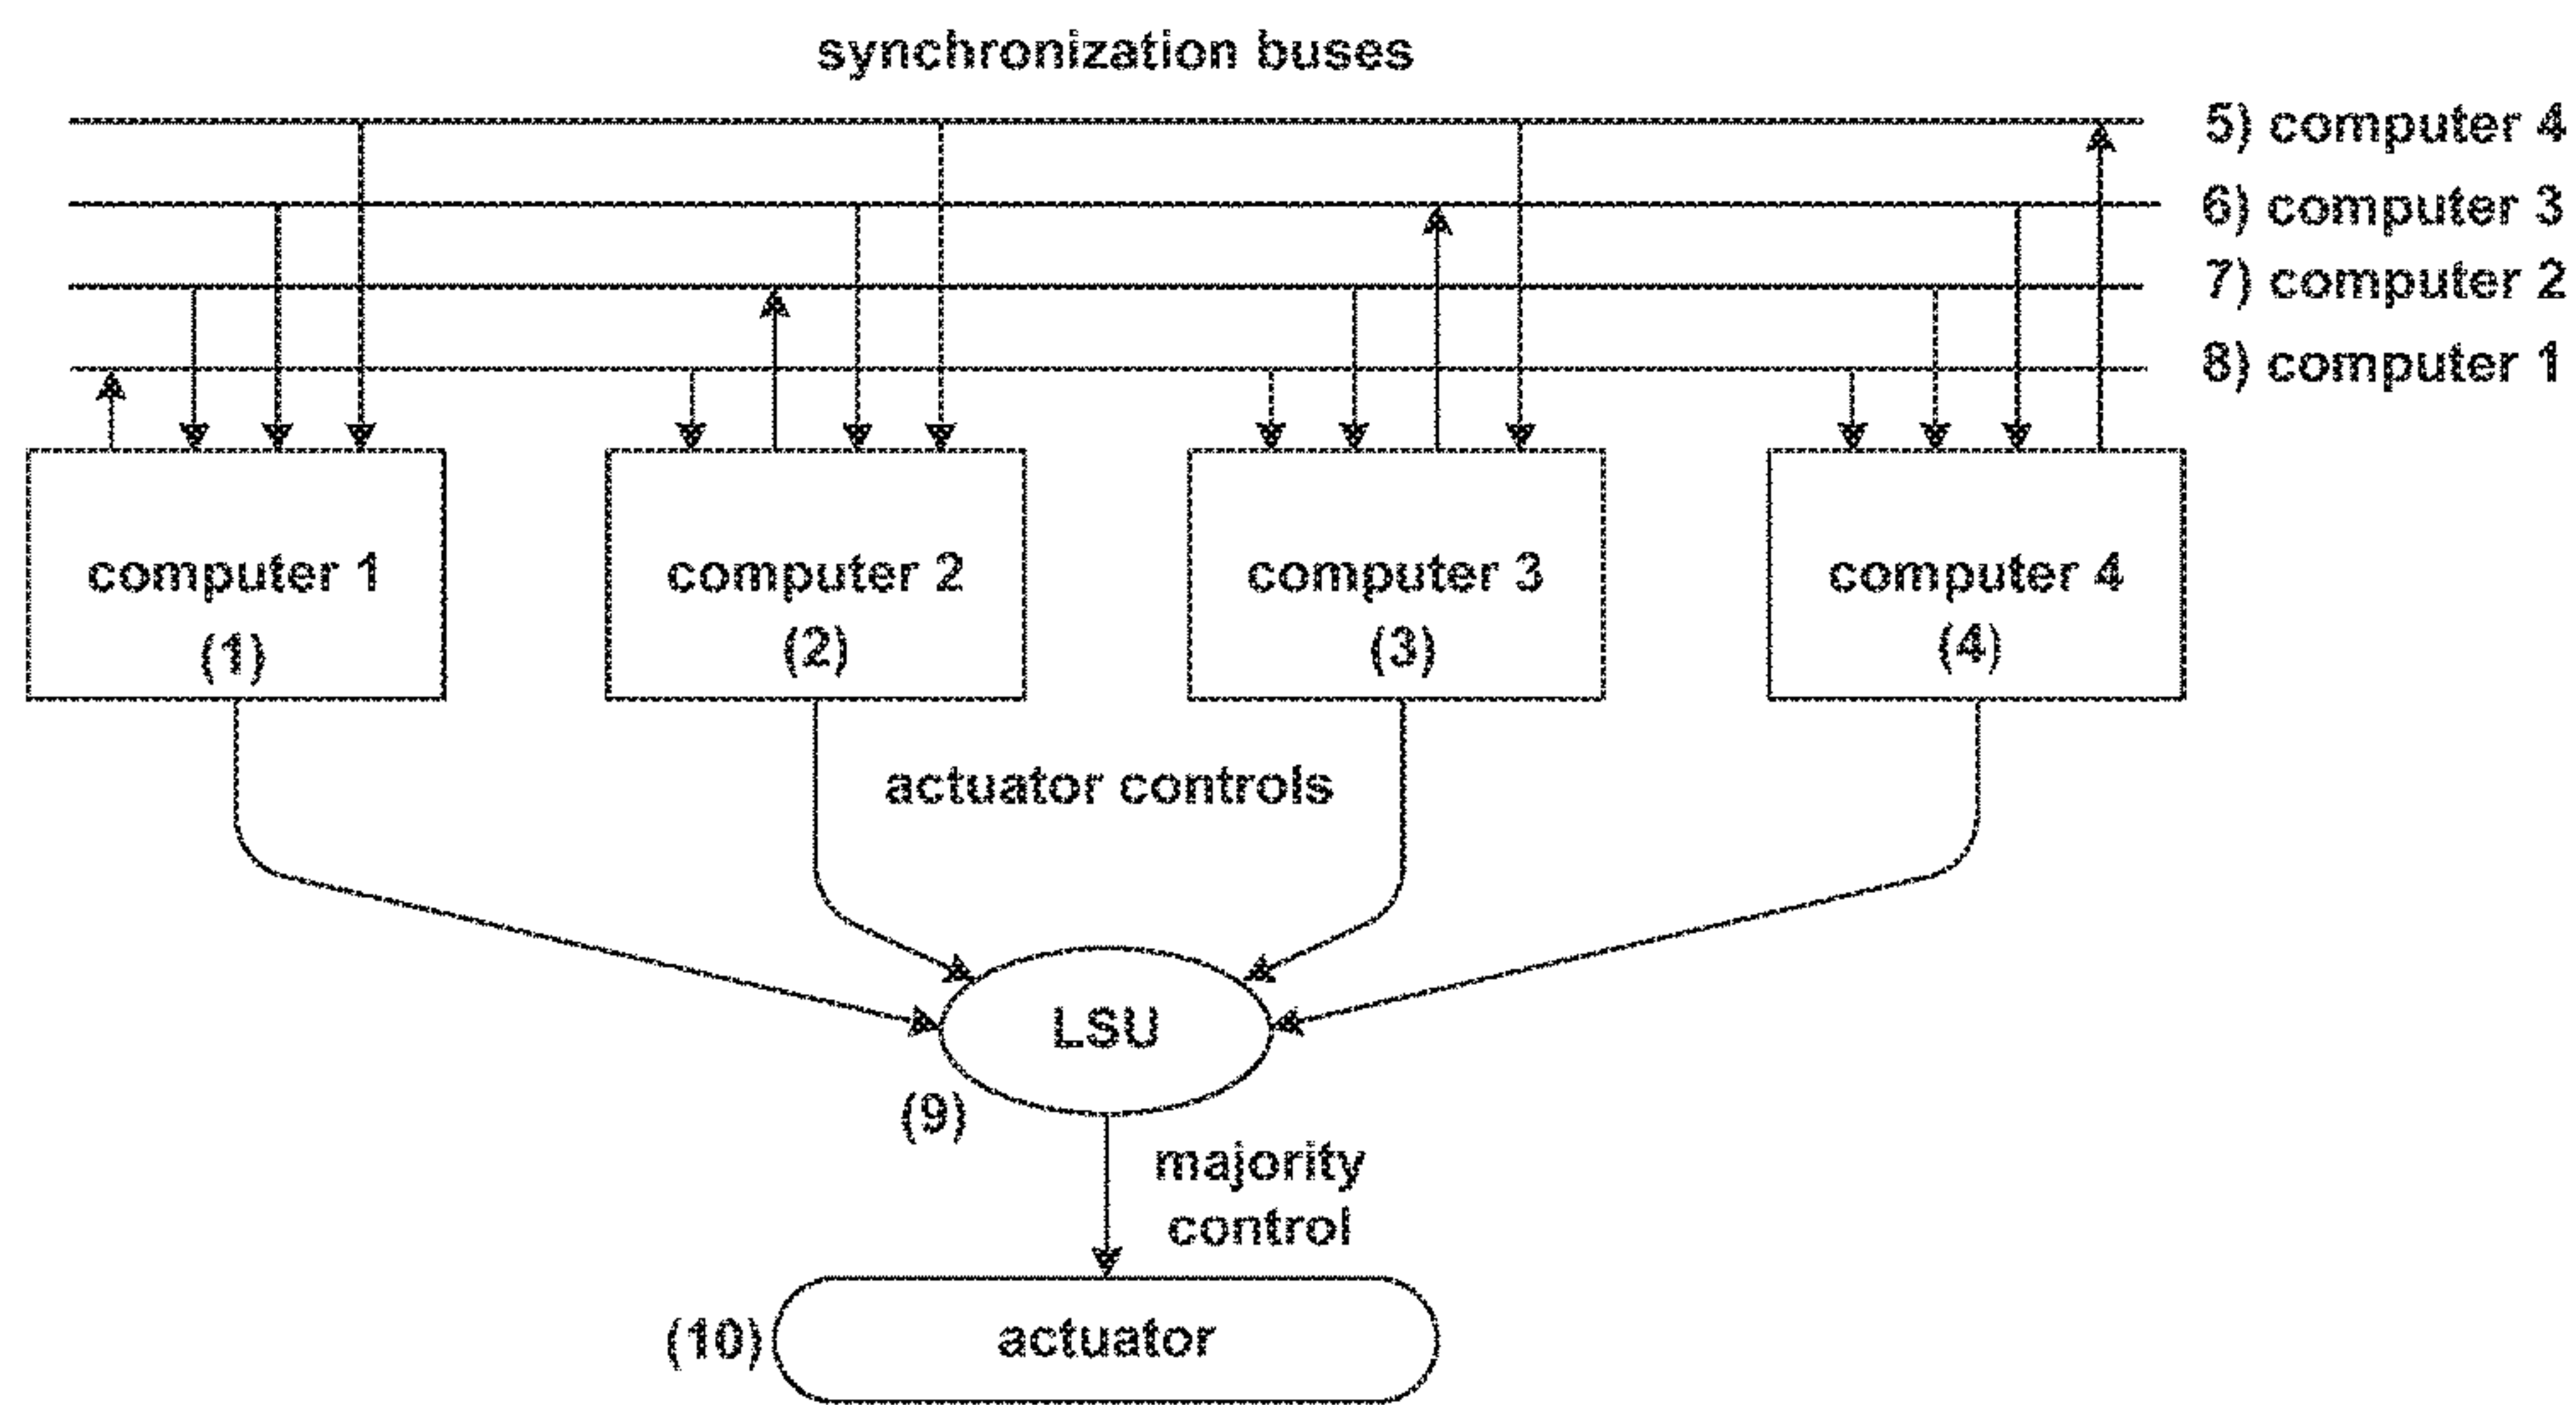 synchronization buses
5) computer 4
6) computer 3
7) computer 2
8) computer 1
computer 1
(1)
computer 2
(2)
computer 3
(3)
computer 4
(4)
actuator controls
LSU
(9)
majority
control
(10)
actuator